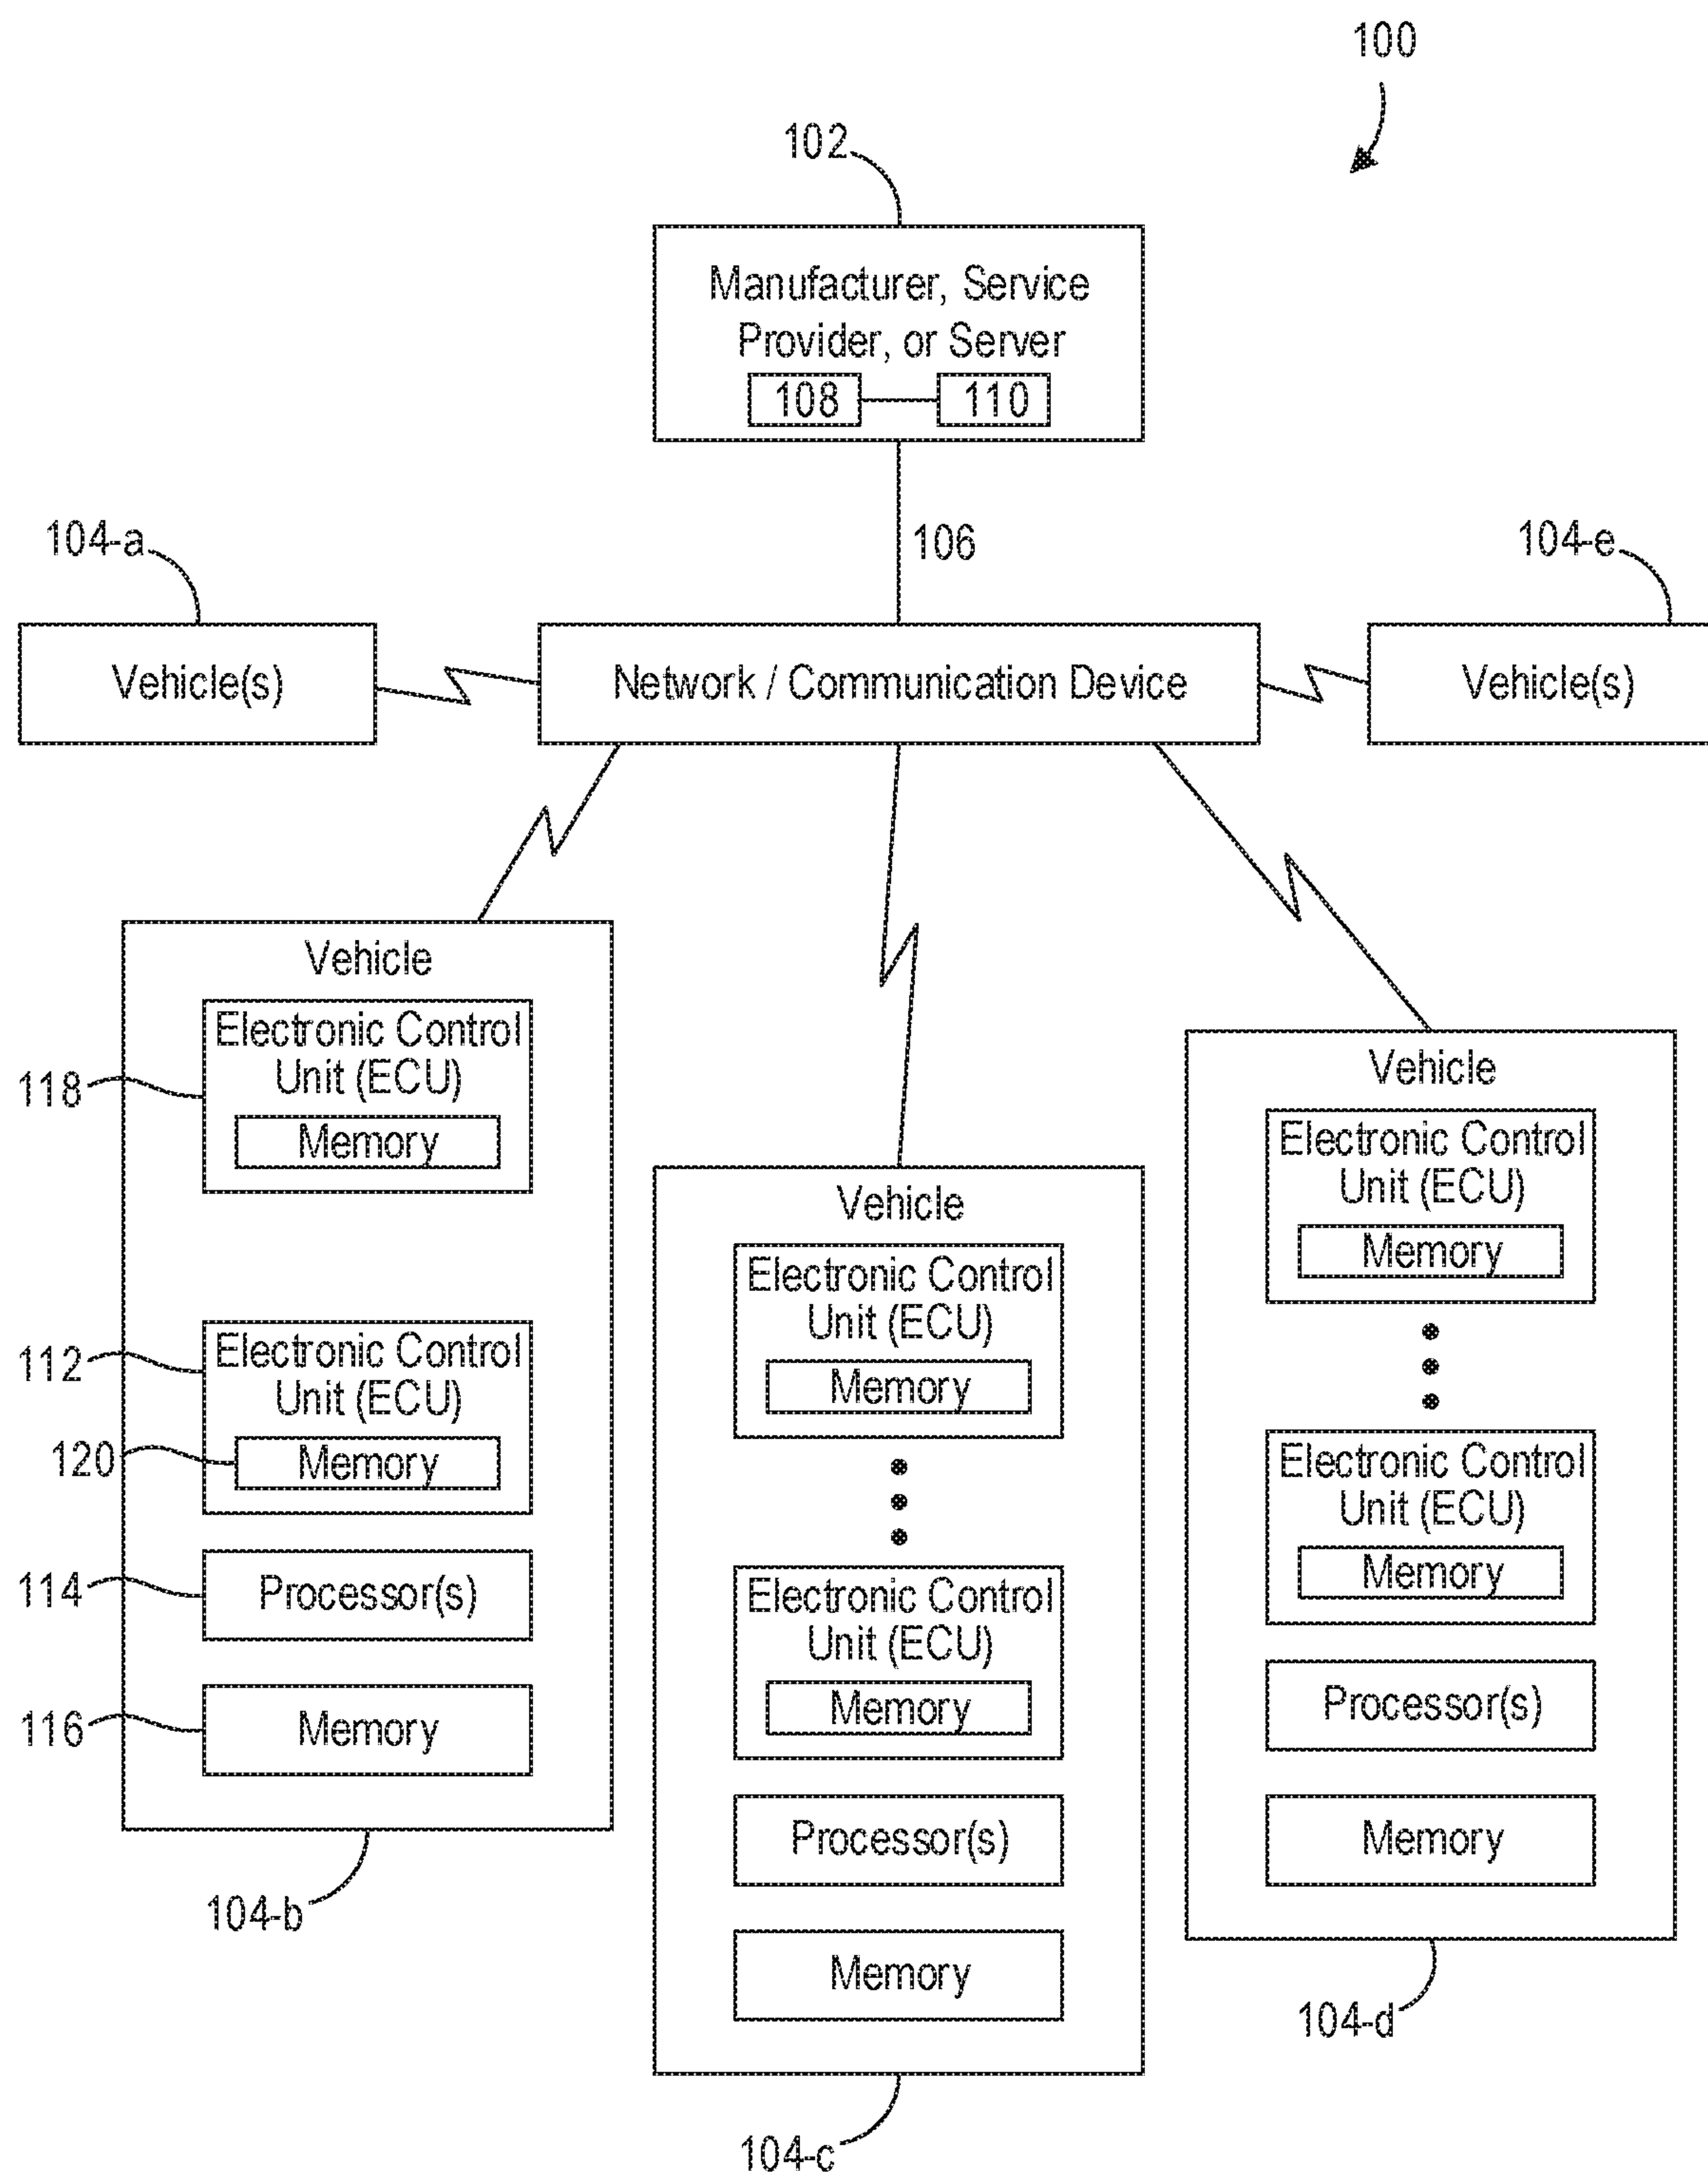 100
102
Manufacturer, Service
Provider, or Server
108
110
106
104-a
104-e
Vehicle(s)
Network / Communication Device
Vehicle(s)
Vehicle
Electronic Control
Unit (ECU)
Memory
118
Electronic Control
Unit (ECU)
Memory
112
120
Processor(s)
114
Memory
116
104-b
Vehicle
Electronic Control
Unit (ECU)
Memory
Electronic Control
Unit (ECU)
Memory
Processor(s)
Memory
104-c
Vehicle
Electronic Control
Unit (ECU)
Memory
Electronic Control
Unit (ECU)
Memory
Processor(s)
Memory
104-d